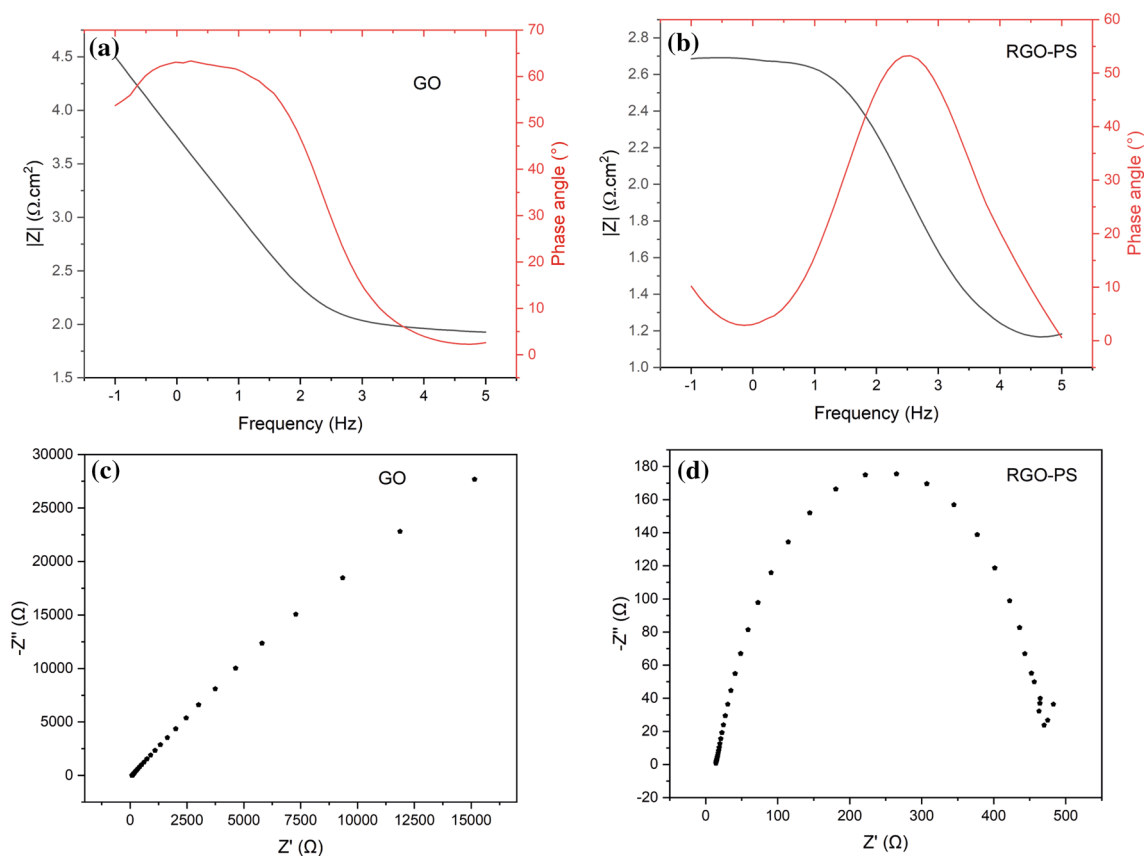 (a)
GO
4.5
4.0
3.5
3.0
2.5
2.0
1.5
|Z| (Ω.cm²)
70
60
50
40
30
20
10
0
Phase angle (°)
-1 0 1 2 3 4 5
Frequency (Hz)
(b)
RGO-PS
2.8
2.6
2.4
2.2
2.0
1.8
1.6
1.4
1.2
1.0
|Z| (Ω.cm²)
60
50
40
30
20
10
0
Phase angle (°)
-1 0 1 2 3 4 5
Frequency (Hz)
(c)
GO
30000
25000
20000
15000
10000
5000
0
-Z" (Ω)
0 2500 5000 7500 10000 12500 15000
Z' (Ω)
(d)
RGO-PS
180
160
140
120
100
80
60
40
20
0
-20
-Z" (Ω)
0 100 200 300 400 500
Z' (Ω)